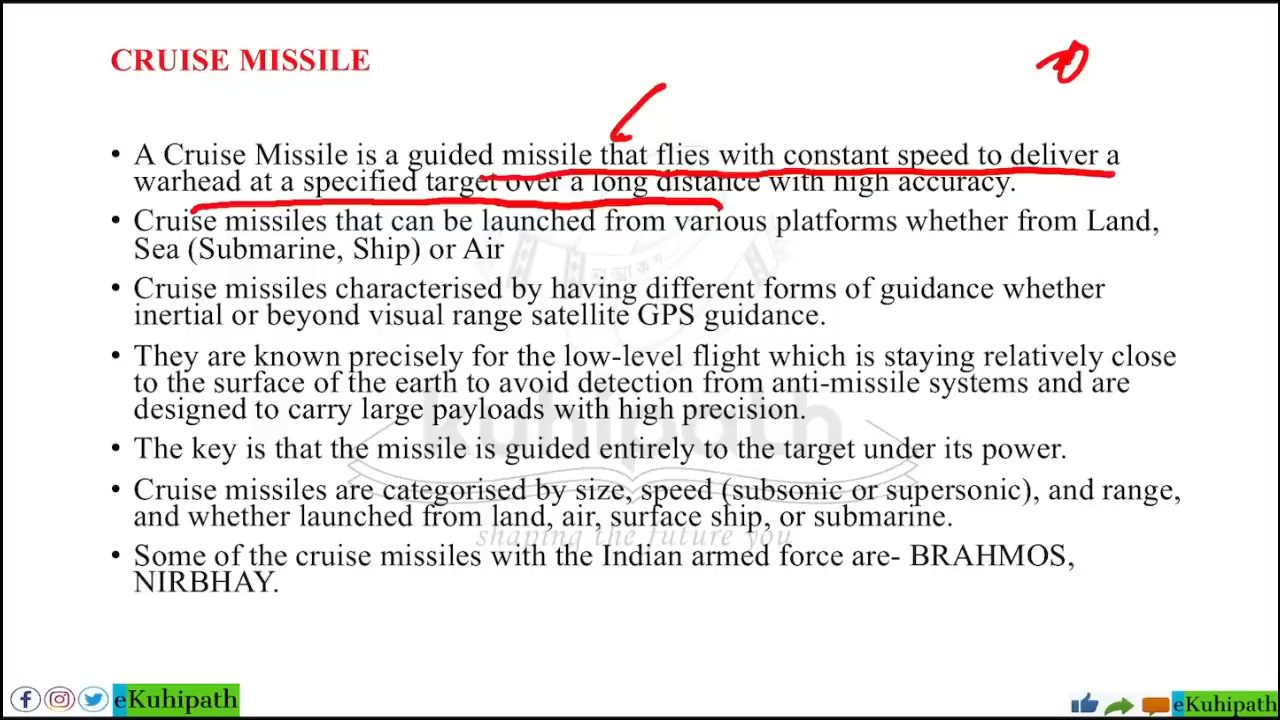 CRUISE MISSILE
• A Cruise Missile is a guided missile that flies with constant speed to deliver a
warhead at a specified target over a long distance with high accuracy.
• Cruise missiles that can be launched from various platforms whether from Land,
Sea (Submarine, Ship) or Air
• Cruise missiles characterised by having different forms of guidance whether
inertial or beyond visual range satellite GPS guidance.
• They are known precisely for the low-level flight which is staying relatively close
to the surface of the earth to avoid detection from anti-missile systems and are
designed to carry large payloads with high precision.
kuhipath
• The key is that the missile is guided entirely to the target under its power.
• Cruise missiles are categorised by size, speed (subsonic or supersonic), and range,
and whether launched from land, air, surface ship, or submarine.
shaping the future you
• Some of the cruise missiles with the Indian armed force are- BRAHMOS,
NIRBHAY.
eKuhipath
eKuhipath